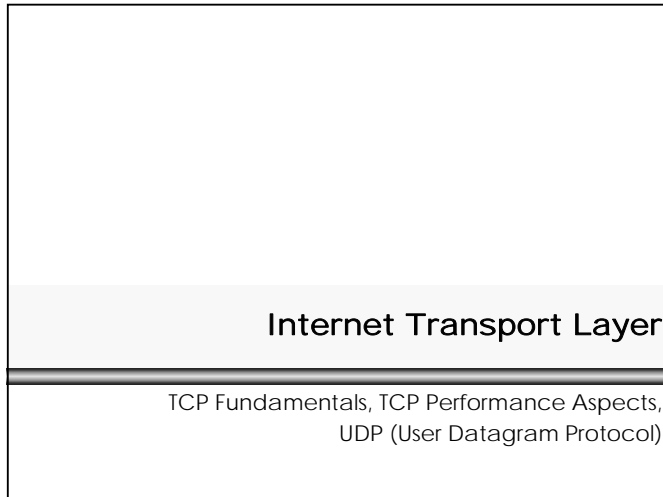 Internet Transport Layer
TCP Fundamentals, TCP Performance Aspects,
UDP (User Datagram Protocol)